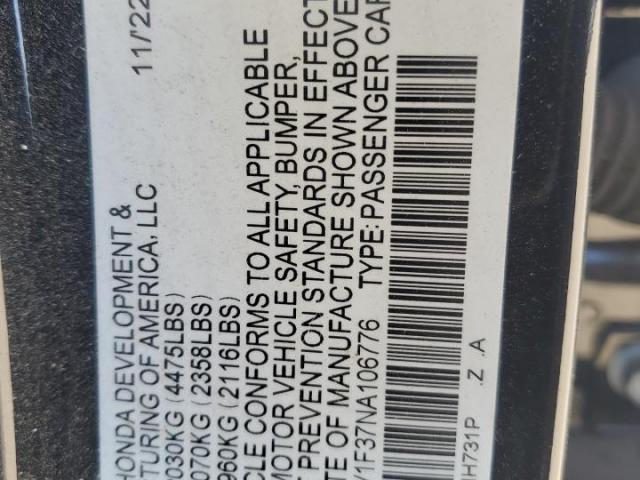 HONDA DEVELOPMENT & 11/22
TURING OF AMERICA, LLC
030KG (4475LBS)
070KG (2358LBS)
960KG (2116LBS)
CLE CONFORMS TO ALL APPLICABLE
MOTOR VEHICLE SAFETY, BUMPER,
PREVENTION STANDARDS IN EFFECT
TE OF MANUFACTURE SHOWN ABOVE
V1F37NA106776 TYPE: PASSENGER CAR
H731P .Z .A